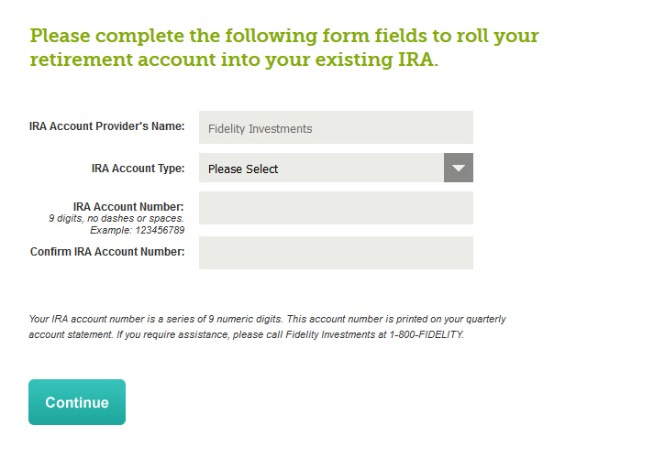 Please complete the following form fields to roll your
retirement account into your existing IRA.
IRA Account Provider's Name:
Fidelity Investments
IRA Account Type:
Please Select
IRA Account Number:
9 digits, no dashes or spaces.
Example: 123456789
Confirm IRA Account Number:
Your IRA account number is a series of 9 numeric digits. This account number is printed on your quarterly
account statement. If you require assistance, please call Fidelity Investments at 1-800-FIDELITY.
Continue